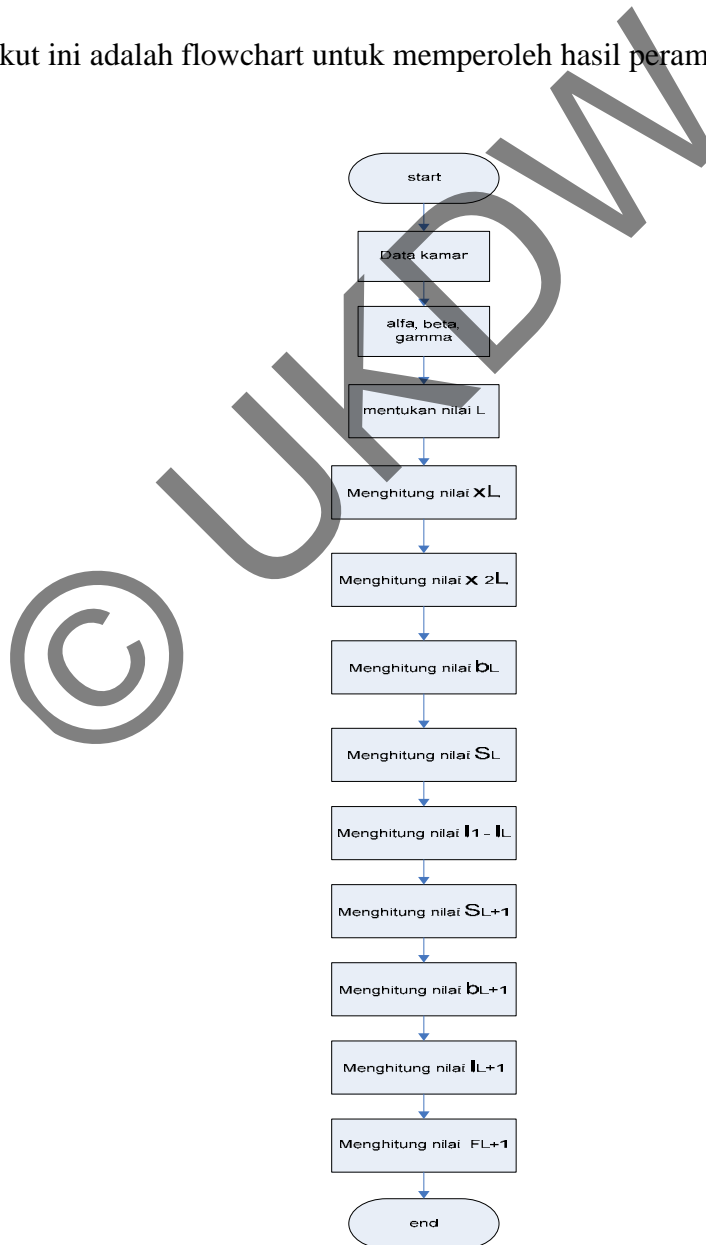 kut ini adalah flowchart untuk memperoleh hasil peram
start
Data kamar
alfa, beta,
gamma
mentukan nilai L
Menghitung nilai xL
Menghitung nilai x 2L
Menghitung nilai bL
Menghitung nilai SL
Menghitung nilai I1 - IL
Menghitung nilai SL+1
Menghitung nilai bL+1
Menghitung nilai IL+1
Menghitung nilai FL+1
end
© UKDW